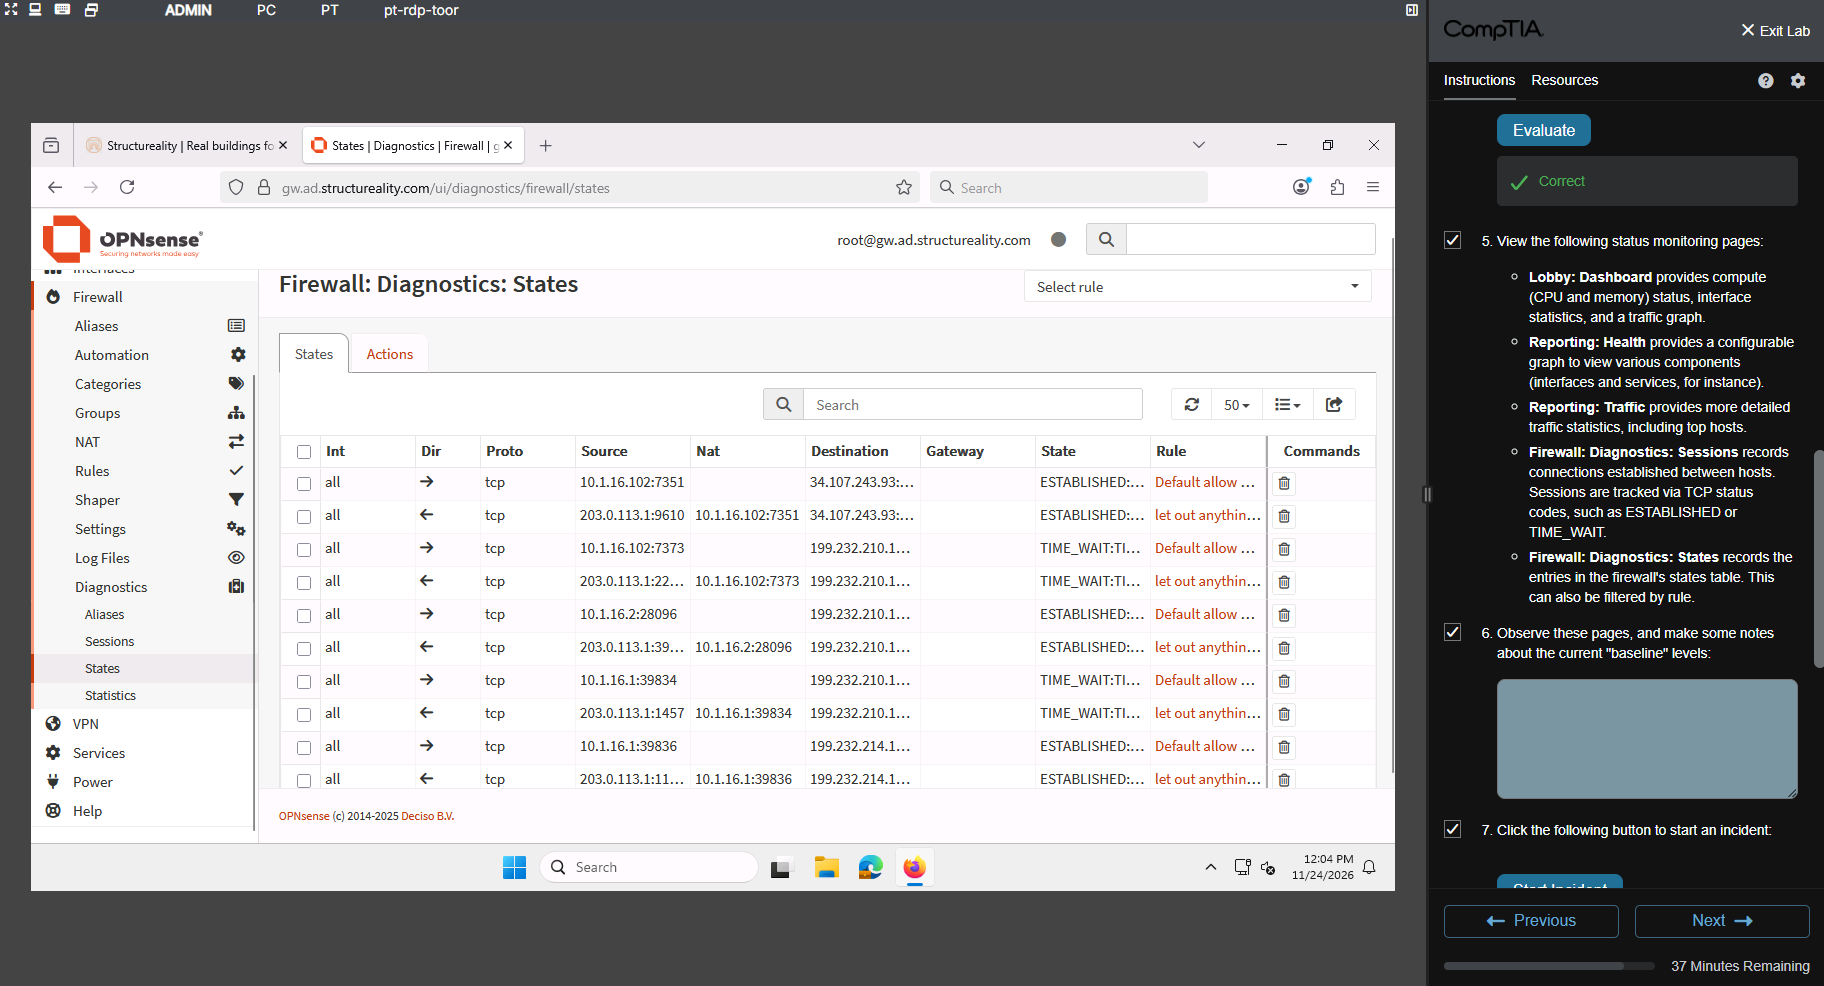 ADMIN PC PT pt-rdp-toor
CompTIA.
Exit Lab
Instructions Resources
Structureality | Real buildings fo
States | Diagnostics | Firewall | g
gw.ad.structureality.com/ui/diagnostics/firewall/states
Search
OPNsense®
Securing networks made easy
root@gw.ad.structureality.com
Interfaces
Firewall
Aliases
Automation
Categories
Groups
NAT
Rules
Shaper
Settings
Log Files
Diagnostics
Aliases
Sessions
States
Statistics
VPN
Services
Power
Help
Firewall: Diagnostics: States
Select rule
States Actions
Search
50
Int Dir Proto Source Nat Destination Gateway State Rule Commands
all tcp 10.1.16.102:7351 34.107.243.93:... ESTABLISHED:... Default allow ...
all tcp 203.0.113.1:9610 10.1.16.102:7351 34.107.243.93:... ESTABLISHED:... let out anythin...
all tcp 10.1.16.102:7373 199.232.210.1... TIME_WAIT:TI... Default allow ...
all tcp 203.0.113.1:22... 10.1.16.102:7373 199.232.210.1... TIME_WAIT:TI... let out anythin...
all tcp 10.1.16.2:28096 199.232.210.1... ESTABLISHED:... Default allow ...
all tcp 203.0.113.1:39... 10.1.16.2:28096 199.232.210.1... ESTABLISHED:... let out anythin...
all tcp 10.1.16.1:39834 199.232.210.1... TIME_WAIT:TI... Default allow ...
all tcp 203.0.113.1:1457 10.1.16.1:39834 199.232.210.1... TIME_WAIT:TI... let out anythin...
all tcp 10.1.16.1:39836 199.232.214.1... ESTABLISHED:... Default allow ...
all tcp 203.0.113.1:11... 10.1.16.1:39836 199.232.214.1... ESTABLISHED:... let out anythin...
OPNsense (c) 2014-2025 Deciso B.V.
Search
12:04 PM
11/24/2026
Evaluate
Correct
5. View the following status monitoring pages:
Lobby: Dashboard provides compute
(CPU and memory) status, interface
statistics, and a traffic graph.
Reporting: Health provides a configurable
graph to view various components
(interfaces and services, for instance).
Reporting: Traffic provides more detailed
traffic statistics, including top hosts.
Firewall: Diagnostics: Sessions records
connections established between hosts.
Sessions are tracked via TCP status
codes, such as ESTABLISHED or
TIME_WAIT.
Firewall: Diagnostics: States records the
entries in the firewall's states table. This
can also be filtered by rule.
6. Observe these pages, and make some notes
about the current "baseline" levels:
7. Click the following button to start an incident:
Start Incident
Previous Next
37 Minutes Remaining